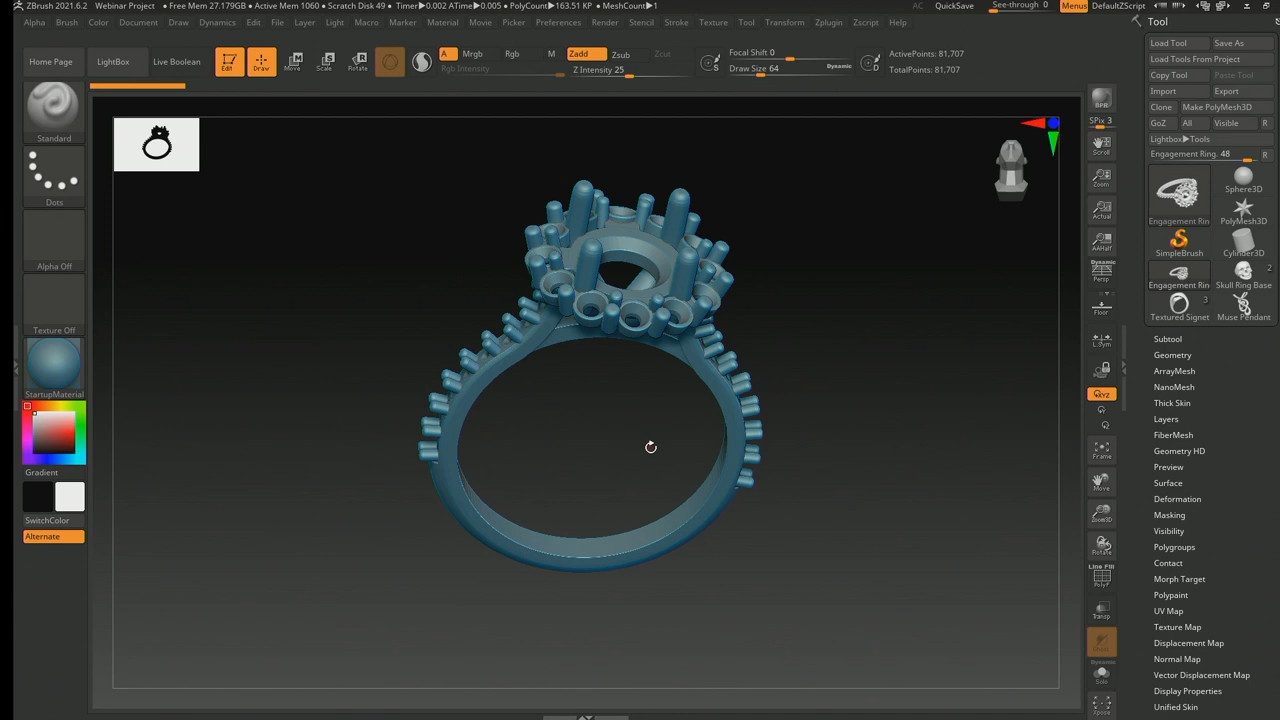 ZBrush 2021.6.2 Webinar Project • Free Mem 27.179GB • Active Mem 1060 • Scratch Disk 49 • Timer▶0.002 ATime▶0.005 • PolyCount▶163.51 KP • MeshCount▶1 AC QuickSave See-through 0 Menus DefaultZScript
Alpha Brush Color Document Draw Dynamics Edit File Layer Light Macro Marker Material Movie Picker Preferences Render Stencil Stroke Texture Tool Transform Zplugin Zscript Help
Home Page LightBox Live Boolean
Edit Draw Move Scale Rotate
A Mrgb Rgb M Zadd Zsub Zcut
Rgb Intensity Z Intensity 25
S Focal Shift 0
Draw Size 64 Dynamic D
ActivePoints: 81,707
TotalPoints: 81,707
Standard
Dots
Alpha Off
Texture Off
StartupMaterial
Gradient
SwitchColor
Alternate
BPR
SPix 3
Scroll
Zoom
Actual
AAHalf
Dynamic
Persp
Floor
L.Sym
XYZ
Frame
Move
Zoom3D
Rotate
Line Fill
PolyF
Transp
Dynamic
Solo
Xpose
Tool
Load Tool Save As
Load Tools From Project
Copy Tool Paste Tool
Import Export
Clone Make PolyMesh3D
GoZ All Visible R
Lightbox▶Tools
Engagement Ring. 48 R
Engagement Rin Sphere3D
PolyMesh3D
SimpleBrush Cylinder3D
2
Engagement Rin Skull Ring Base
3
Textured Signet Muse Pendant
Subtool
Geometry
ArrayMesh
NanoMesh
Thick Skin
Layers
FiberMesh
Geometry HD
Preview
Surface
Deformation
Masking
Visibility
Polygroups
Contact
Morph Target
Polypaint
UV Map
Texture Map
Displacement Map
Normal Map
Vector Displacement Map
Display Properties
Unified Skin